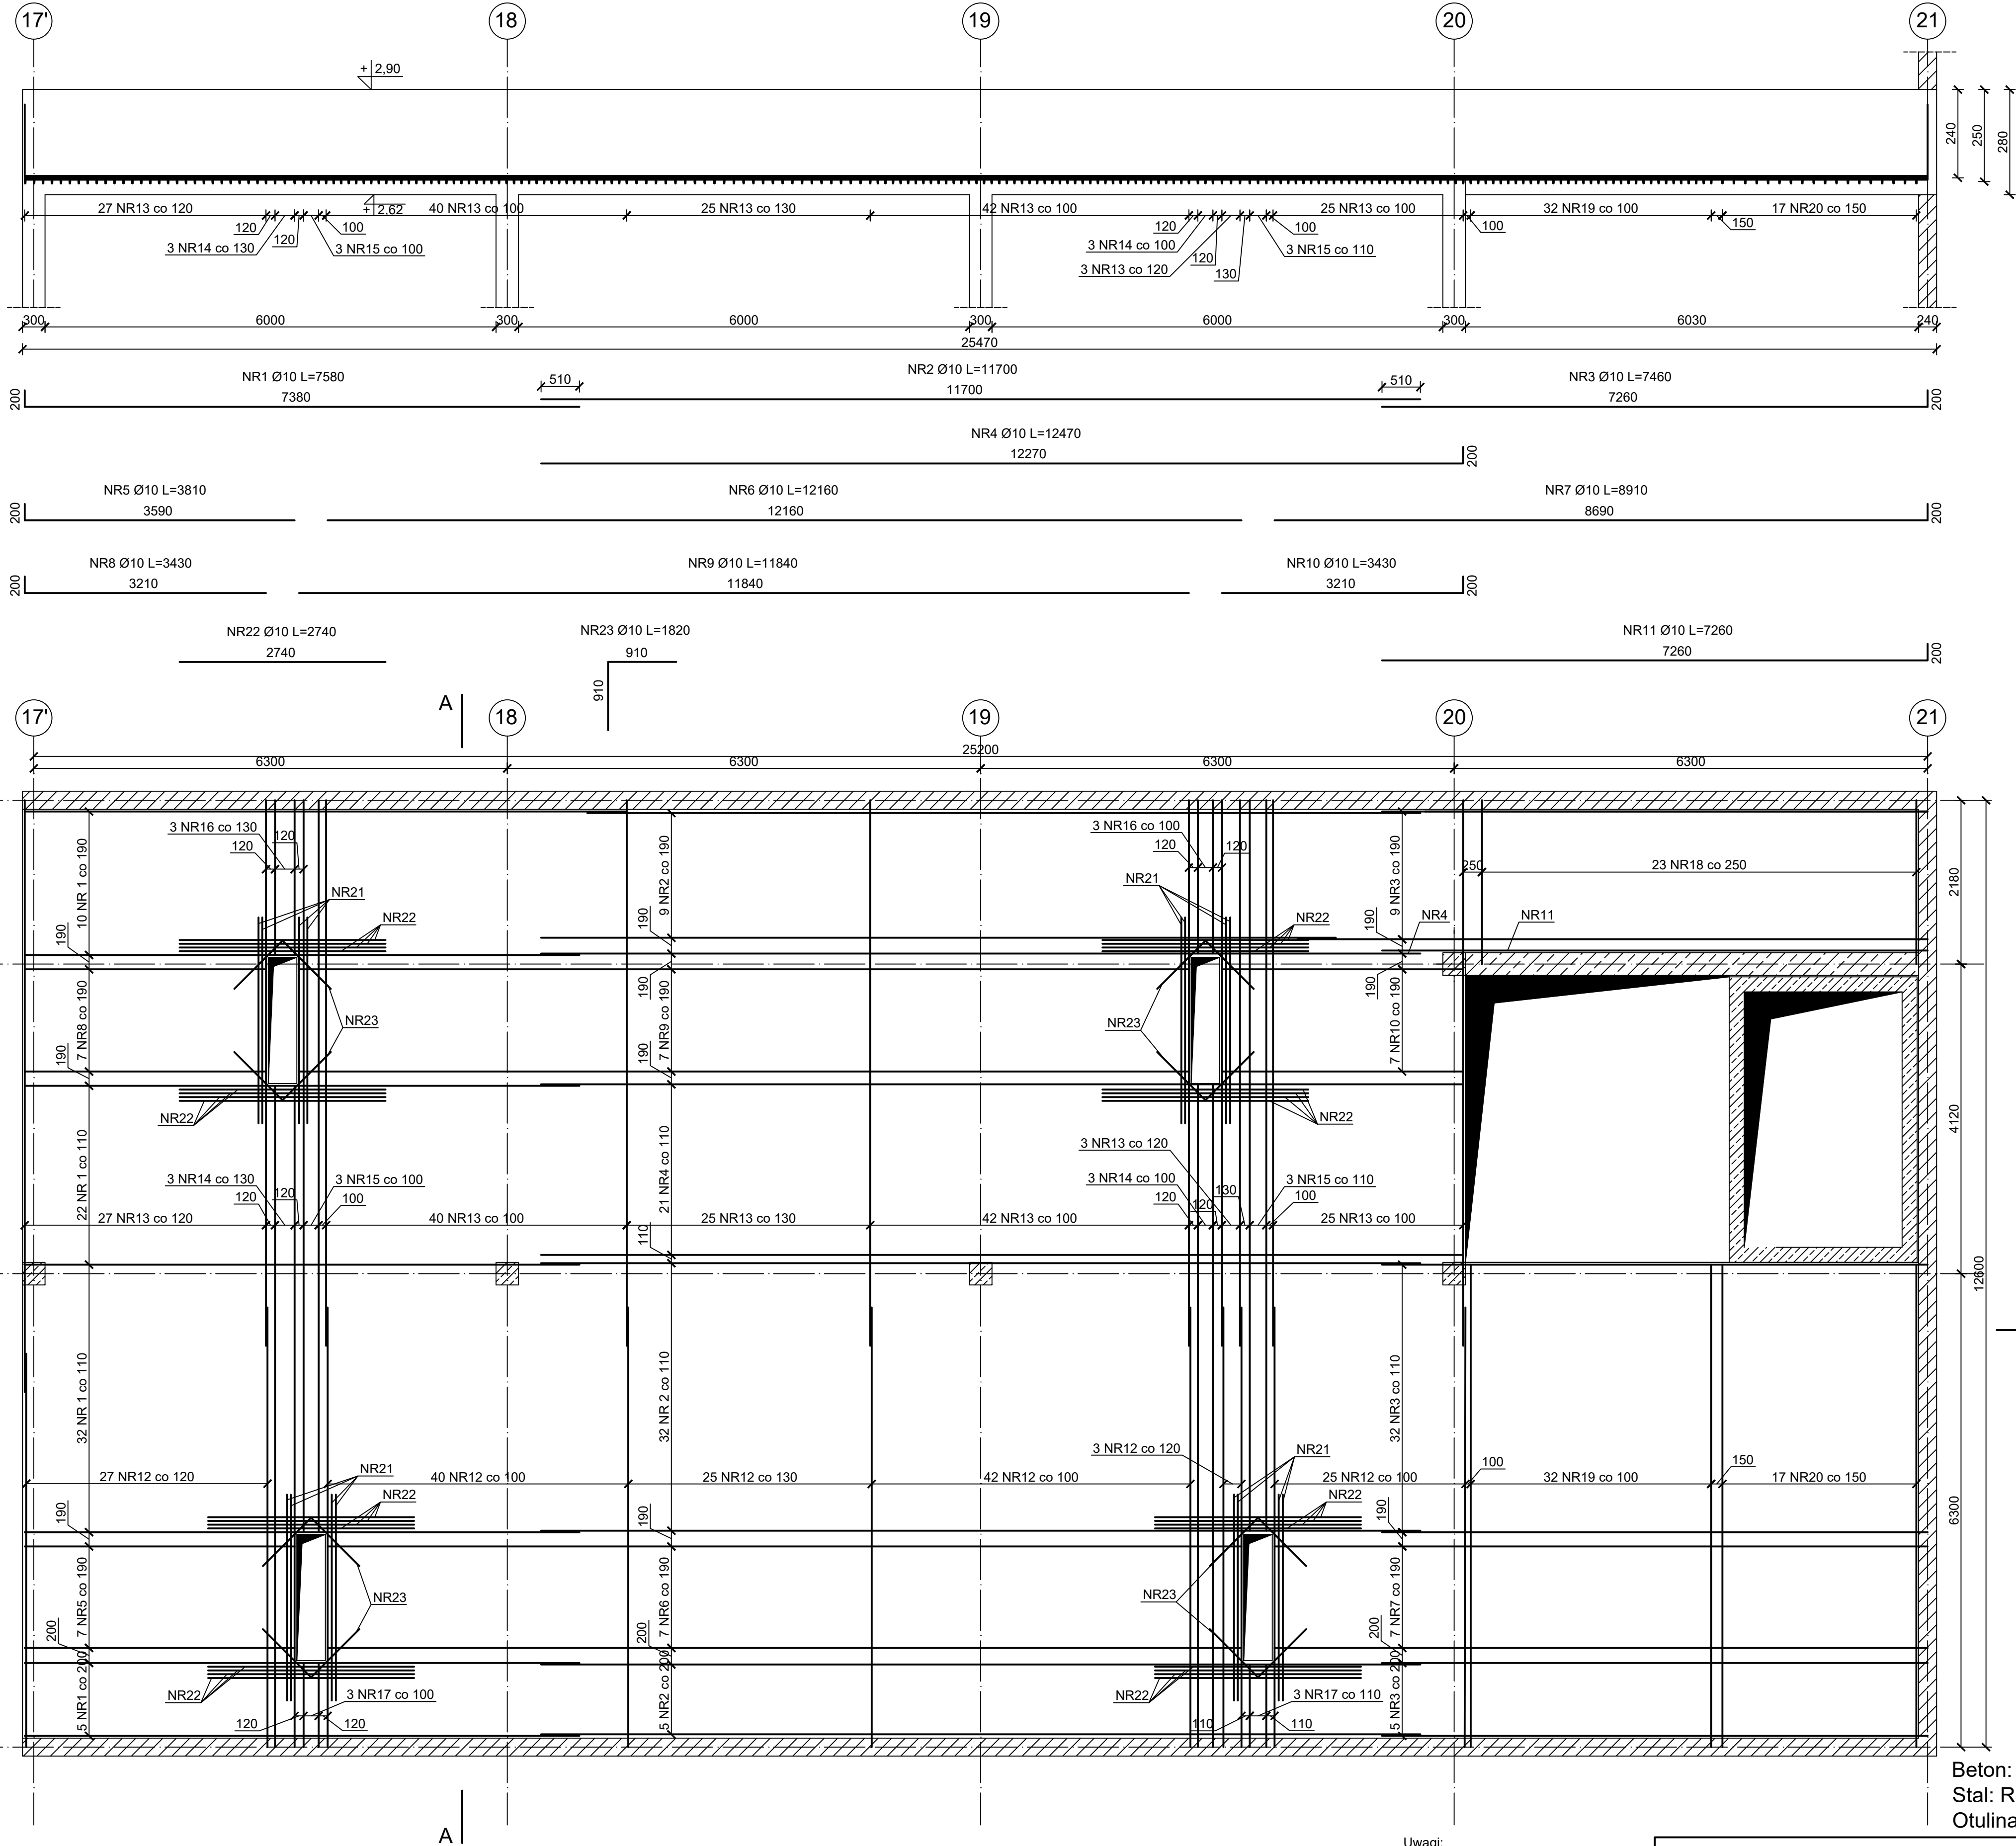 17' 18 19 20 21
+ 2,90
240 250 280
27 NR13 co 120 + 2,62 40 NR13 co 100 25 NR13 co 130 42 NR13 co 100 25 NR13 co 100 32 NR19 co 100 17 NR20 co 150
120 120 100 120 120 130 100 100 150
3 NR14 co 130 3 NR15 co 100 3 NR14 co 100 3 NR15 co 110
3 NR13 co 120
300 6000 300 6000 300 6000 300 6030 240
25470
NR1 Ø10 L=7580 NR2 Ø10 L=11700 NR3 Ø10 L=7460
200 7380 510 11700 510 7260 200
NR4 Ø10 L=12470
12270 200
NR5 Ø10 L=3810 NR6 Ø10 L=12160 NR7 Ø10 L=8910
200 3590 12160 8690 200
NR8 Ø10 L=3430 NR9 Ø10 L=11840 NR10 Ø10 L=3430
200 3210 11840 3210 200
NR22 Ø10 L=2740 NR23 Ø10 L=1820 NR11 Ø10 L=7260
2740 910 7260 200
910
A
17' 18 19 20 21
25200
6300 6300 6300 6300
10 NR 1 co 190 9 NR2 co 190 9 NR3 co 190
3 NR16 co 130 120 3 NR16 co 100
120 120 120
250 23 NR18 co 250 2180
NR21 NR21
NR22 NR22 NR4 NR11
190 190 190
190 190
7 NR8 co 190 7 NR9 co 190 7 NR10 co 190
NR23 NR23
190 190
NR22 NR22
4120
22 NR 1 co 110 21 NR4 co 110
3 NR13 co 120
3 NR14 co 130 3 NR15 co 100 3 NR14 co 100 3 NR15 co 110
120 120 100 120 120 130 100
27 NR13 co 120 40 NR13 co 100 25 NR13 co 130 42 NR13 co 100 25 NR13 co 100
110
12600
32 NR 1 co 110 32 NR 2 co 110 32 NR3 co 110
3 NR12 co 120 NR21
NR21
27 NR12 co 120 40 NR12 co 100 25 NR12 co 130 42 NR12 co 100 25 NR12 co 100 100 32 NR19 co 100 150 17 NR20 co 150
NR22 NR22
190 190 190
6300
7 NR5 co 190 7 NR6 co 190 7 NR7 co 190
NR23 NR23
200 200 200
5 NR1 co 200 5 NR2 co 200 5 NR3 co 200
NR22 NR22
3 NR17 co 100 3 NR17 co 110
120 120 110 110
Beton:
Stal: R
Otulina
A
Uwagi: